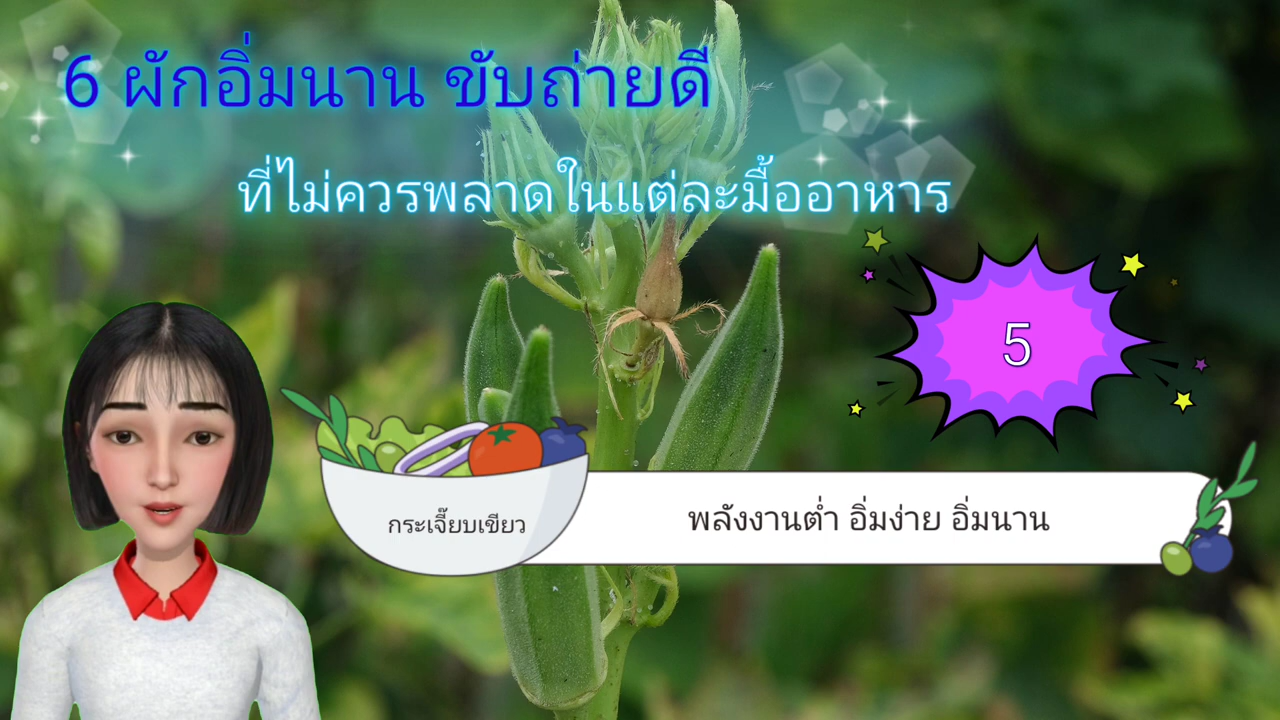 6 ผักอิ่มนาน ขับถ่ายดี
ที่ไม่ควรพลาดในแต่ละมื้ออาหาร
5
กระเจี๊ยบเขียว
พลังงานต่ำ อิ่มง่าย อิ่มนาน